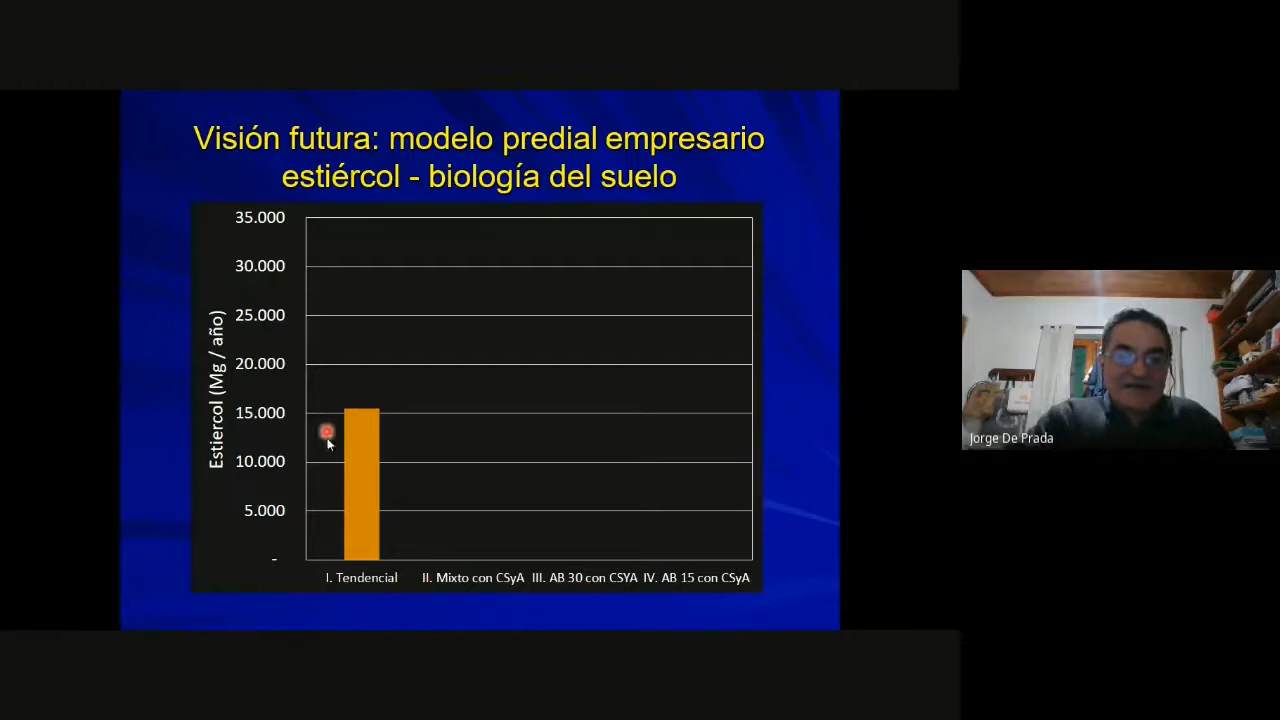 Visión futura: modelo predial empresario
estiércol - biología del suelo
Estiercol (Mg / año)
35.000
30.000
25.000
20.000
15.000
10.000
5.000
-
I. Tendencial
II. Mixto con CSyA
III. AB 30 con CSYA
IV. AB 15 con CSyA
Jorge De Prada